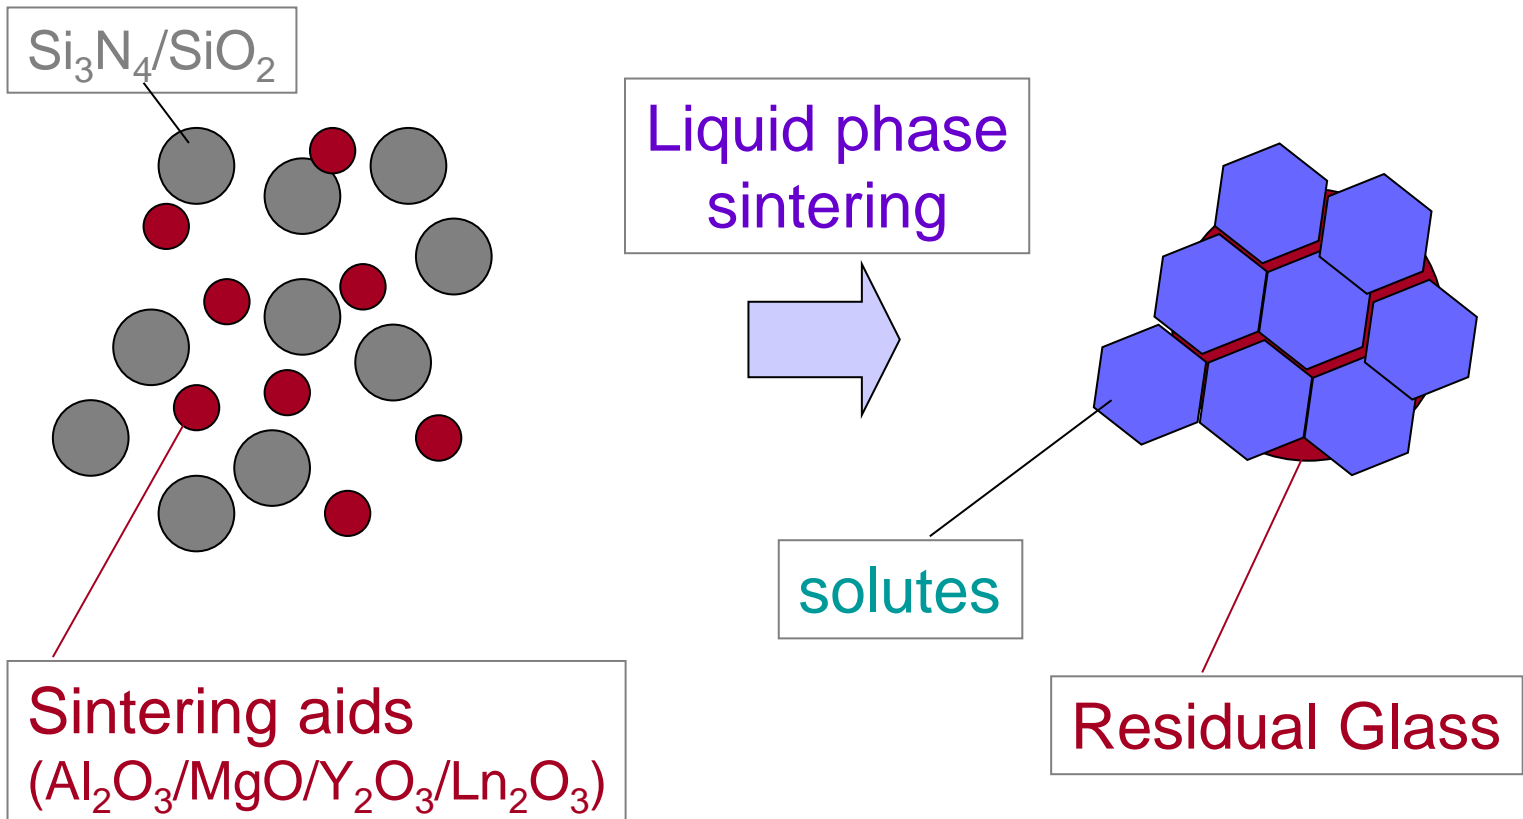 Si₃N₄/SiO₂
Liquid phase
sintering
solutes
Sintering aids
(Al₂O₃/MgO/Y₂O₃/Ln₂O₃)
Residual Glass